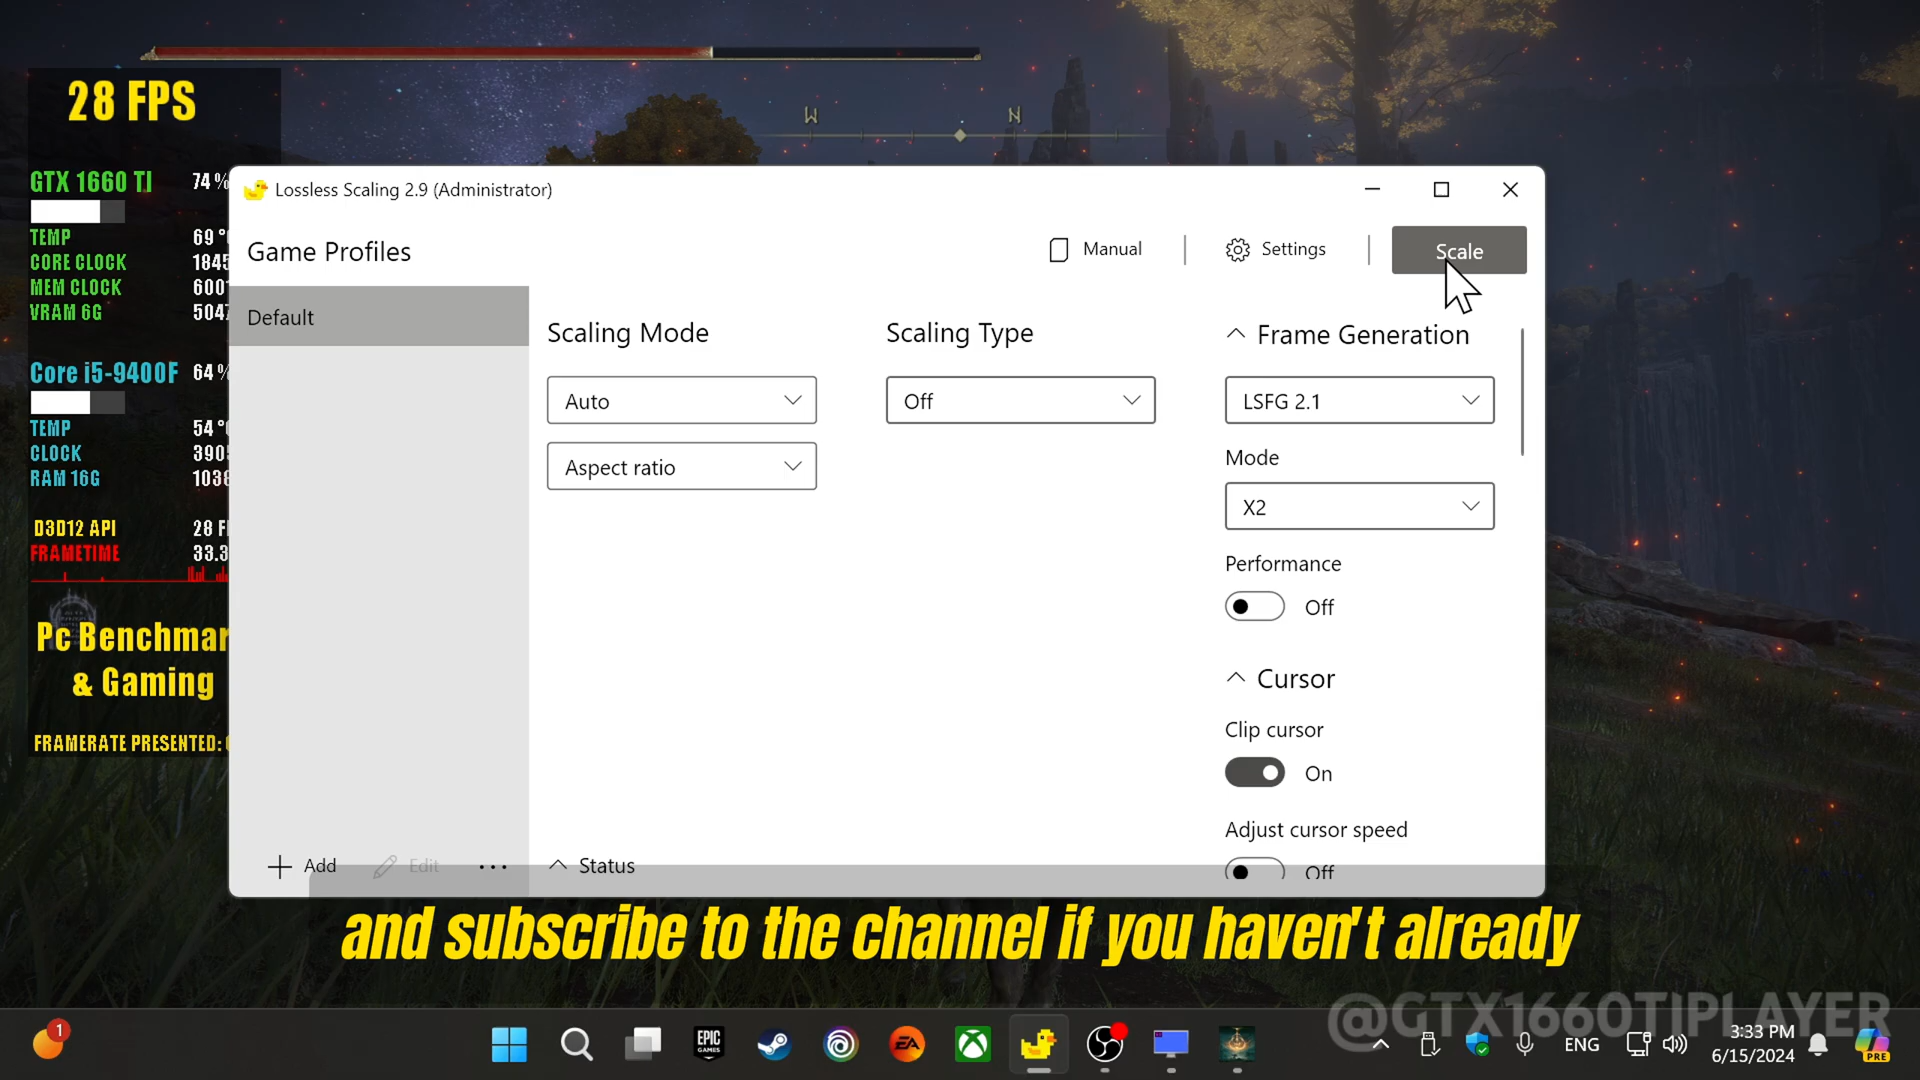 W N
28 FPS
GTX 1660 TI 74%
TEMP 69
CORE CLOCK 1845
MEM CLOCK 600
VRAM 6G 504
Core i5-9400F 64%
TEMP 54
CLOCK 390
RAM 16G 103
D3D12 API 28 F
FRAMETIME 33.3
Pc Benchmar
& Gaming
FRAMERATE PRESENTED:
Lossless Scaling 2.9 (Administrator)
Game Profiles
Manual
Settings
Scale
Default
Scaling Mode
Auto
Aspect ratio
Scaling Type
Off
Frame Generation
LSFG 2.1
Mode
X2
Performance
Off
Cursor
Clip cursor
On
Adjust cursor speed
Off
Add Edit ... Status
and subscribe to the channel if you haven't already
@GTX1660TIPLAYER
1
EPIC
GAMES
EA
ENG
3:33 PM
6/15/2024
PRE